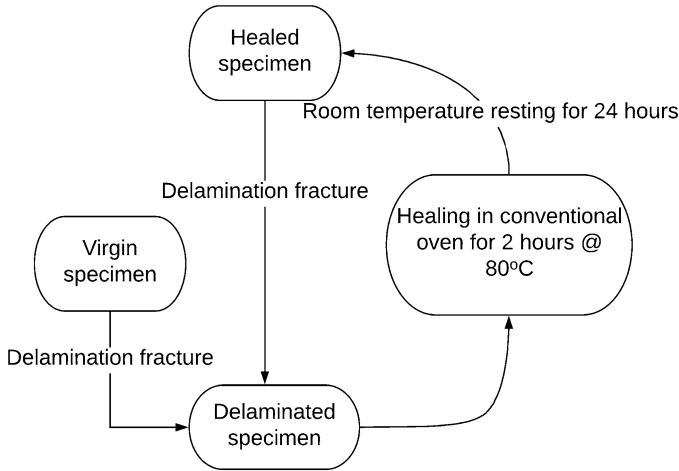 Healed
specimen
Room temperature resting for 24 hours
Delamination fracture
Healing in conventional
oven for 2 hours @
80ºC
Virgin
specimen
Delamination fracture
Delaminated
specimen